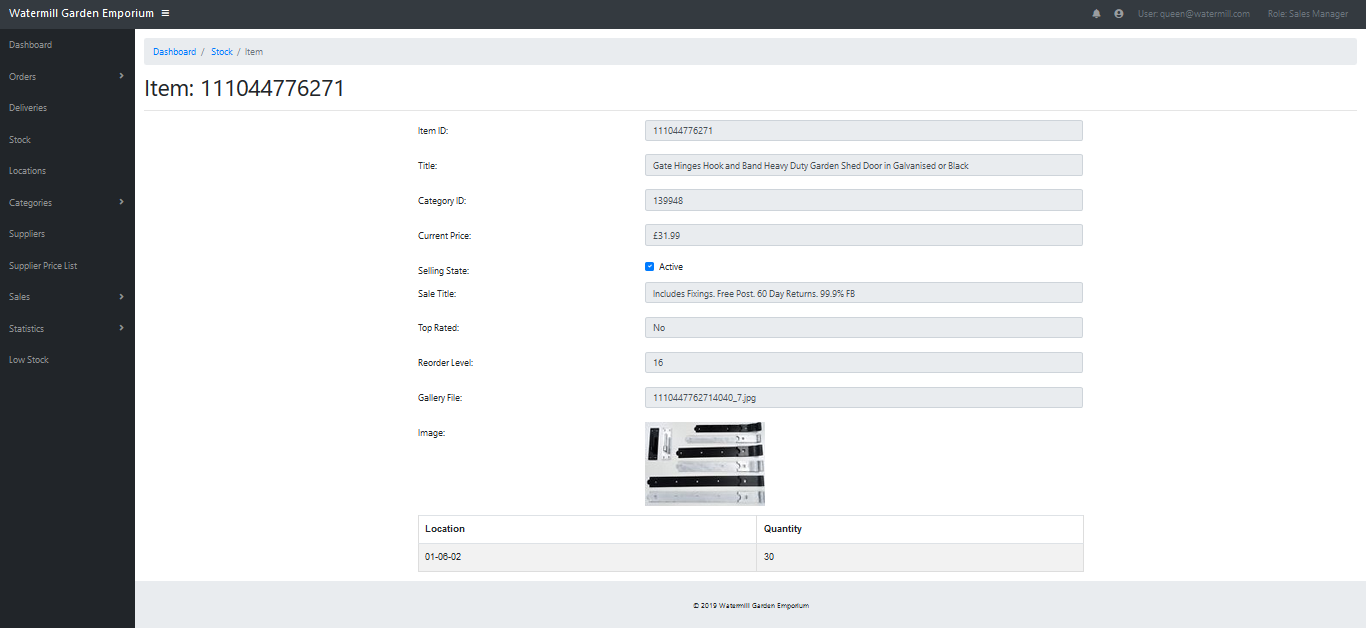 Watermill Garden Emporium
User: queen@watermill.com Role: Sales Manager
Dashboard
Orders
Deliveries
Stock
Locations
Categories
Suppliers
Supplier Price List
Sales
Statistics
Low Stock
Dashboard / Stock / Item
Item: 111044776271
Item ID: 111044776271
Title: Gate Hinges Hook and Band Heavy Duty Garden Shed Door in Galvanised or Black
Category ID: 139948
Current Price: £31.99
Selling State: Active
Sale Title: Includes Fixings. Free Post. 60 Day Returns. 99.9% FB
Top Rated: No
Reorder Level: 16
Gallery File: 1110447762714040_7.jpg
Image:
Location Quantity
01-06-02 30
© 2019 Watermill Garden Emporium